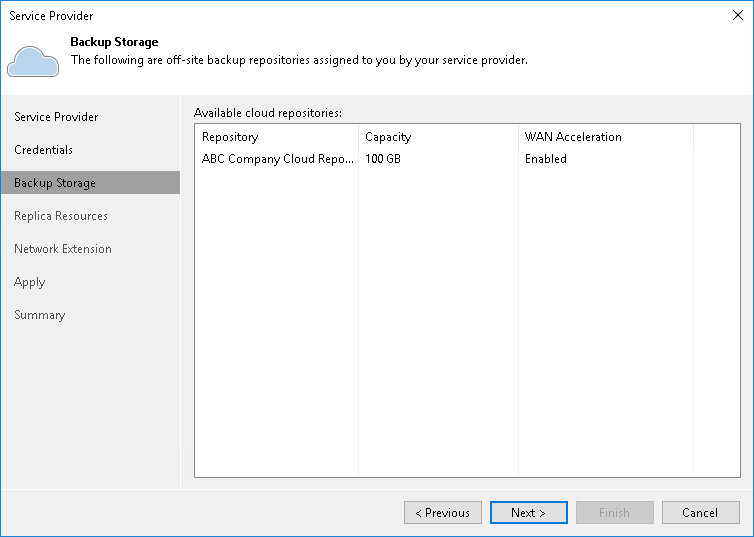 Service Provider
Backup Storage
The following are off-site backup repositories assigned to you by your service provider.
Service Provider
Credentials
Backup Storage
Replica Resources
Network Extension
Apply
Summary
Available cloud repositories:
Repository Capacity WAN Acceleration
ABC Company Cloud Repo... 100 GB Enabled
< Previous Next > Finish Cancel